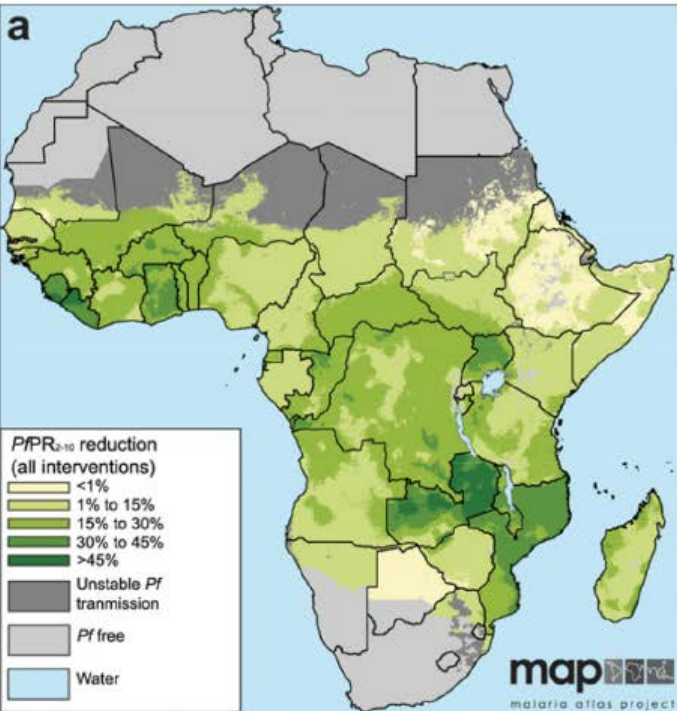 a
PfPR2-10 reduction
(all interventions)
<1%
1% to 15%
15% to 30%
30% to 45%
>45%
Unstable Pf
tranmission
Pf free
Water
map
malaria atlas project